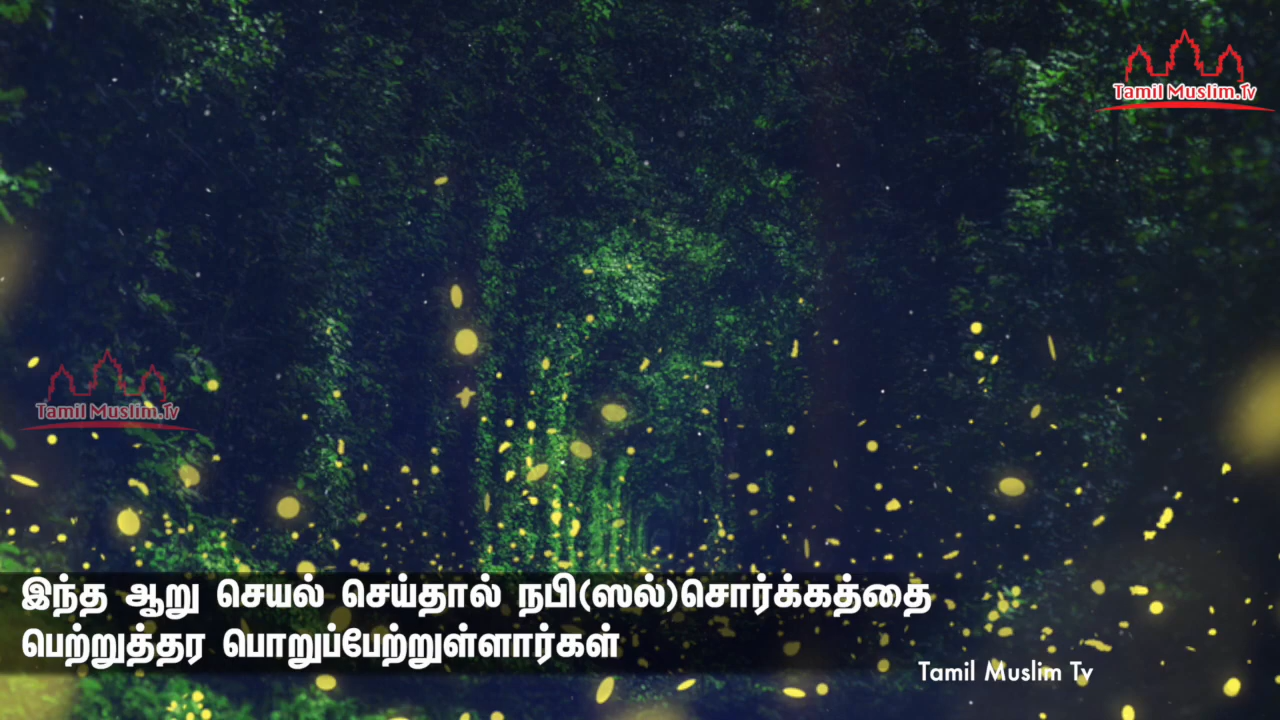 Tamil Muslim.Tv
Tamil Muslim.Tv
இந்த ஆறு செயல் செய்தால் நபி(ஸல்)சொர்க்கத்தை
பெற்றுத்தர பொறுப்பேற்றுள்ளார்கள்
Tamil Muslim Tv